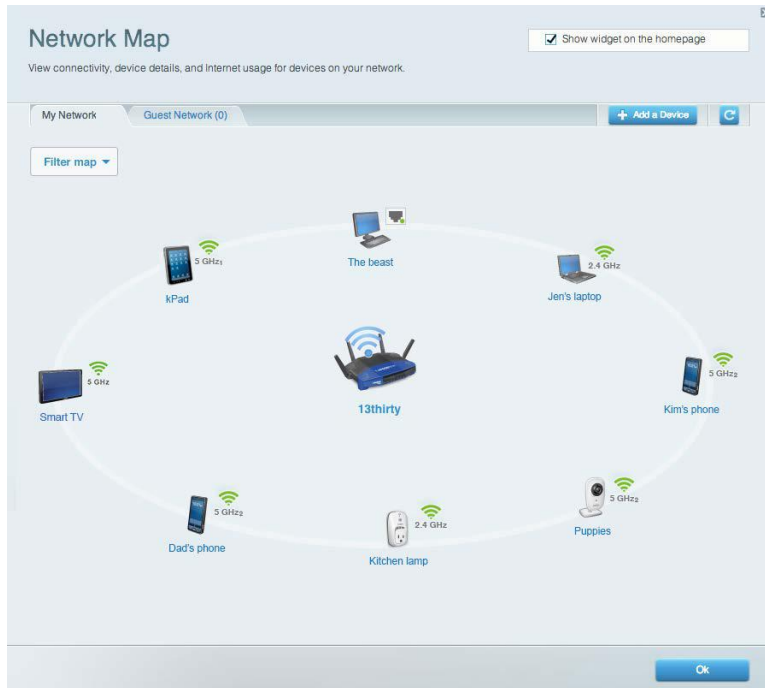 Network Map
Show widget on the homepage
View connectivity, device details, and Internet usage for devices on your network.
My Network
Guest Network (0)
Add a Device
Filter map
The beast
5 GHz1
kPad
2.4 GHz
Jen's laptop
5 GHz
Smart TV
13thirty
5 GHz2
Kim's phone
5 GHz2
Dad's phone
2.4 GHz
Kitchen lamp
5 GHz2
Puppies
Ok